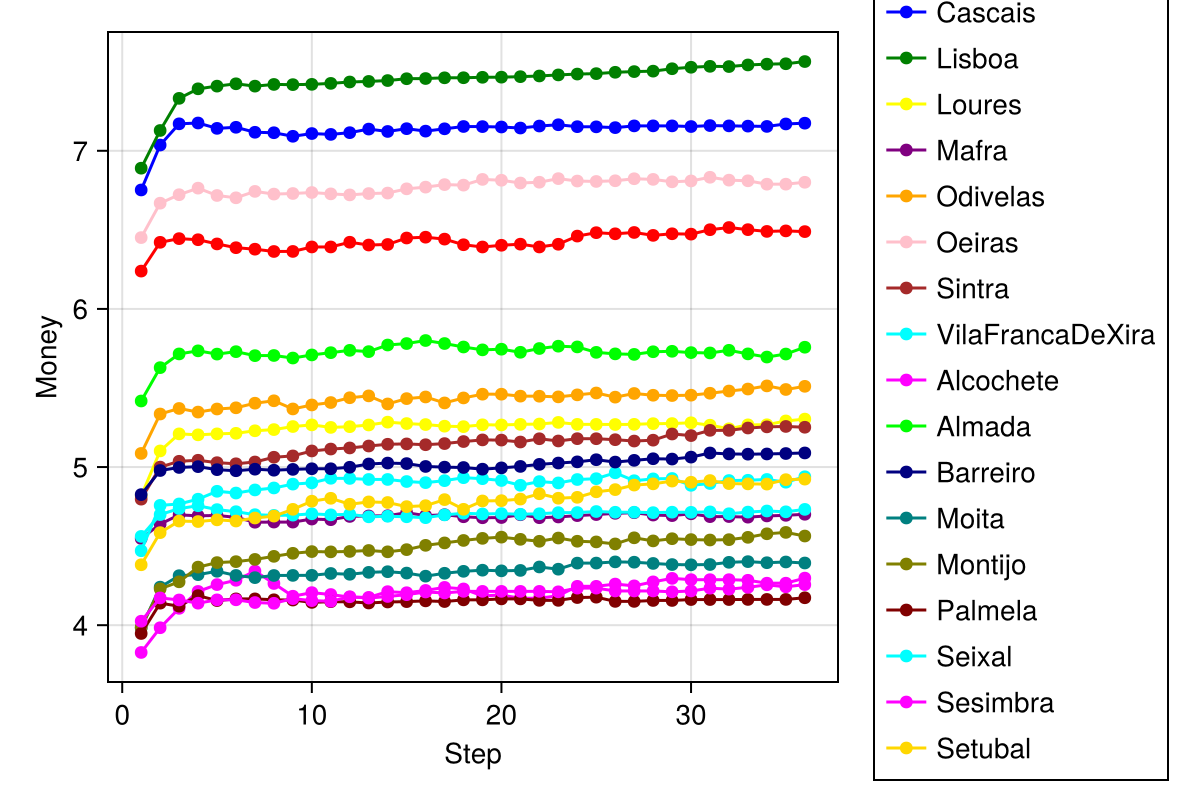 Money
7
6
5
4
0
10
20
30
Step
Cascais
Lisboa
Loures
Mafra
Odivelas
Oeiras
Sintra
VilaFrancaDeXira
Alcochete
Almada
Barreiro
Moita
Montijo
Palmela
Seixal
Sesimbra
Setubal